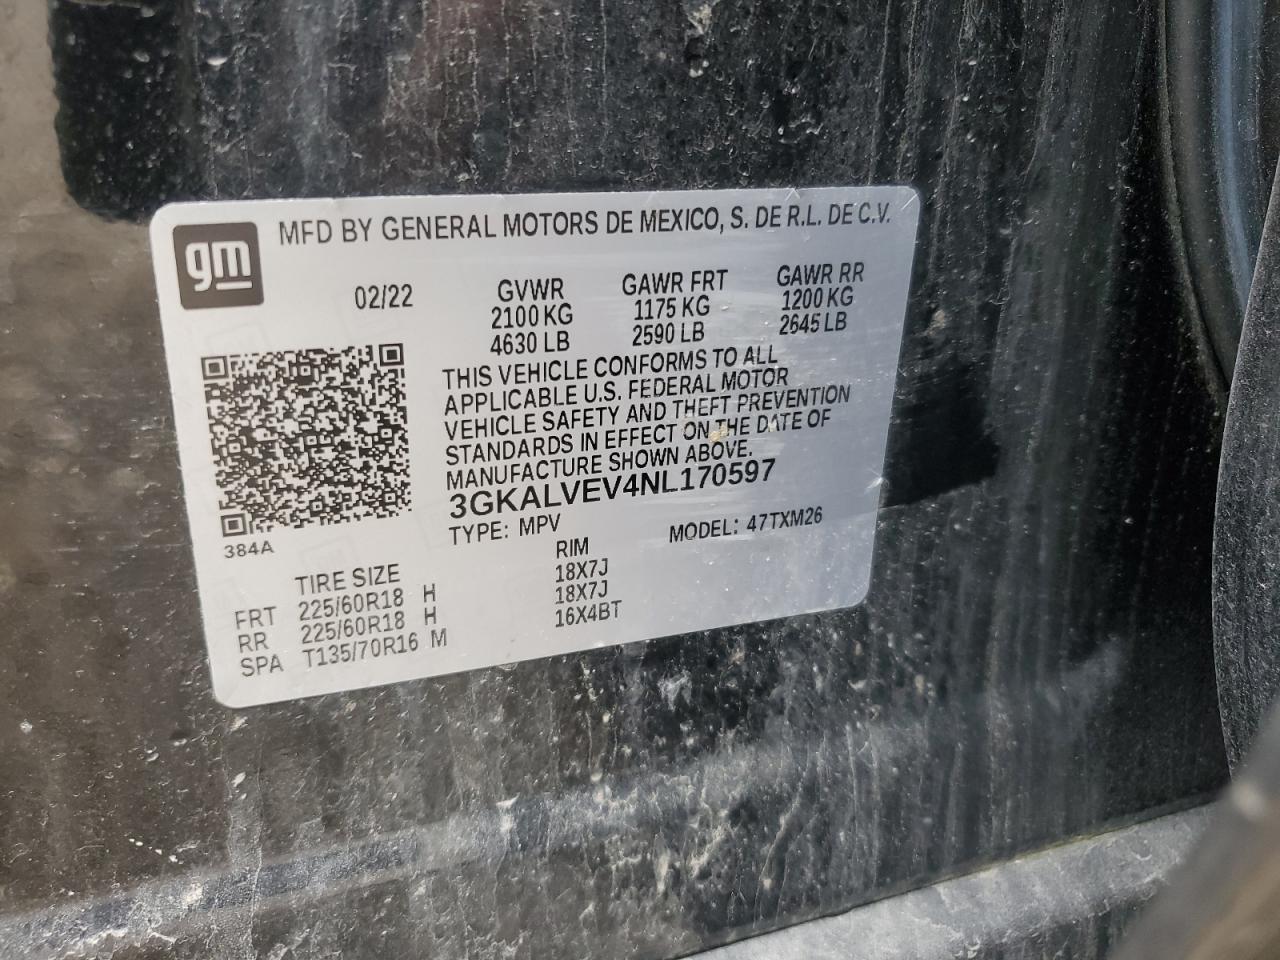 gm
MFD BY GENERAL MOTORS DE MEXICO, S. DE R.L. DE C.V.
02/22 GVWR GAWR FRT GAWR RR
2100 KG 1175 KG 1200 KG
4630 LB 2590 LB 2645 LB
THIS VEHICLE CONFORMS TO ALL
APPLICABLE U.S. FEDERAL MOTOR
VEHICLE SAFETY AND THEFT PREVENTION
STANDARDS IN EFFECT ON THE DATE OF
MANUFACTURE SHOWN ABOVE.
3GKALVEV4NL170597
TYPE: MPV MODEL: 47TXM26
384A
TIRE SIZE RIM
FRT 225/60R18 H 18X7J
RR 225/60R18 H 18X7J
SPA T135/70R16 M 16X4BT